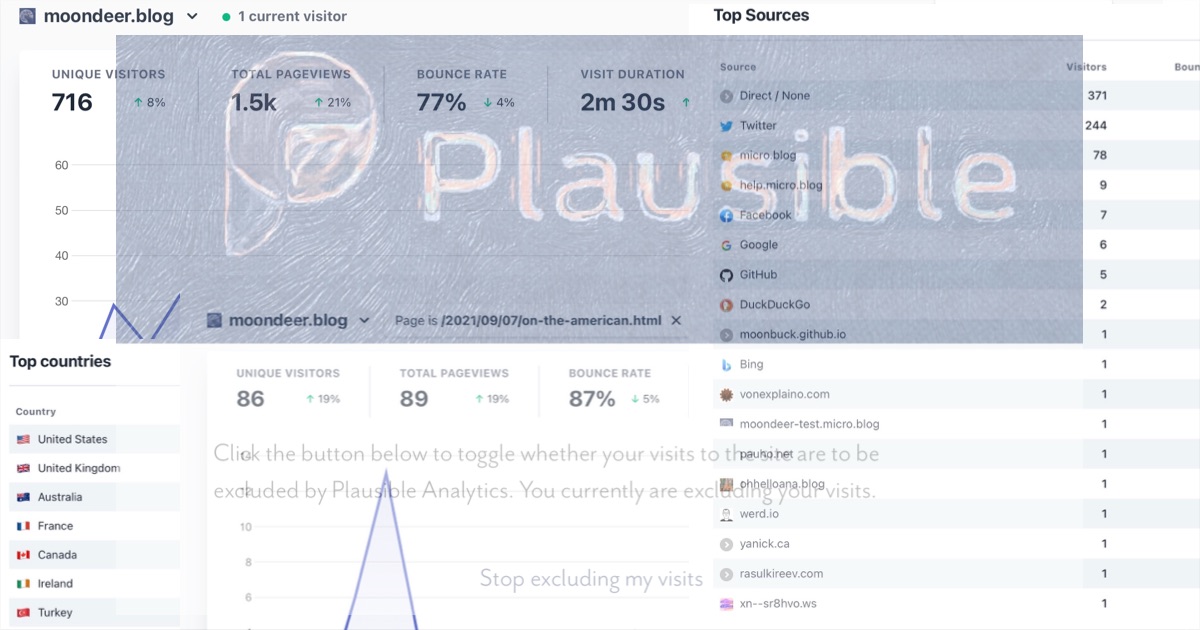 moondeer.blog
1 current visitor
UNIQUE VISITORS
716
8%
TOTAL PAGEVIEWS
1.5k
21%
BOUNCE RATE
77%
4%
VISIT DURATION
2m 30s
60
50
40
30
Plausible
moondeer.blog
Page is /2021/09/07/on-the-american.html
UNIQUE VISITORS
86
19%
TOTAL PAGEVIEWS
89
19%
BOUNCE RATE
87%
5%
Click the button below to toggle whether your visits to the site are to be
excluded by Plausible Analytics. You currently are excluding your visits.
12
10
8
6
Stop excluding my visits
Top countries
Country
United States
United Kingdom
Australia
France
Canada
Ireland
Turkey
Top Sources
Source Visitors Boun
Direct / None 371
Twitter 244
micro.blog 78
help.micro.blog 9
Facebook 7
Google 6
GitHub 5
DuckDuckGo 2
moonbuck.github.io 1
Bing 1
vonexplaino.com 1
moondeer-test.micro.blog 1
pauho.net 1
ohhelloana.blog 1
werd.io 1
yanick.ca 1
rasulkireev.com 1
xn--sr8hvo.ws 1